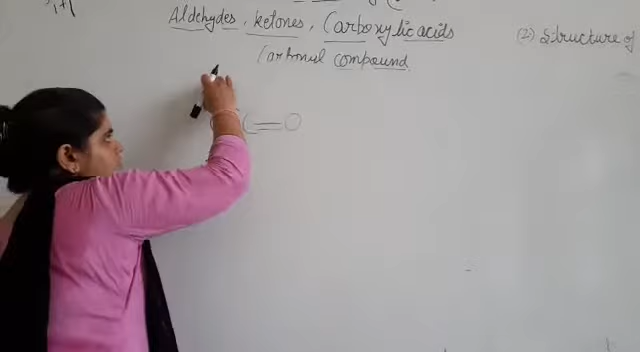 Aldehydes, ketones, Carboxylic acids
Carbonyl compound.
(2) Structure of
C=O